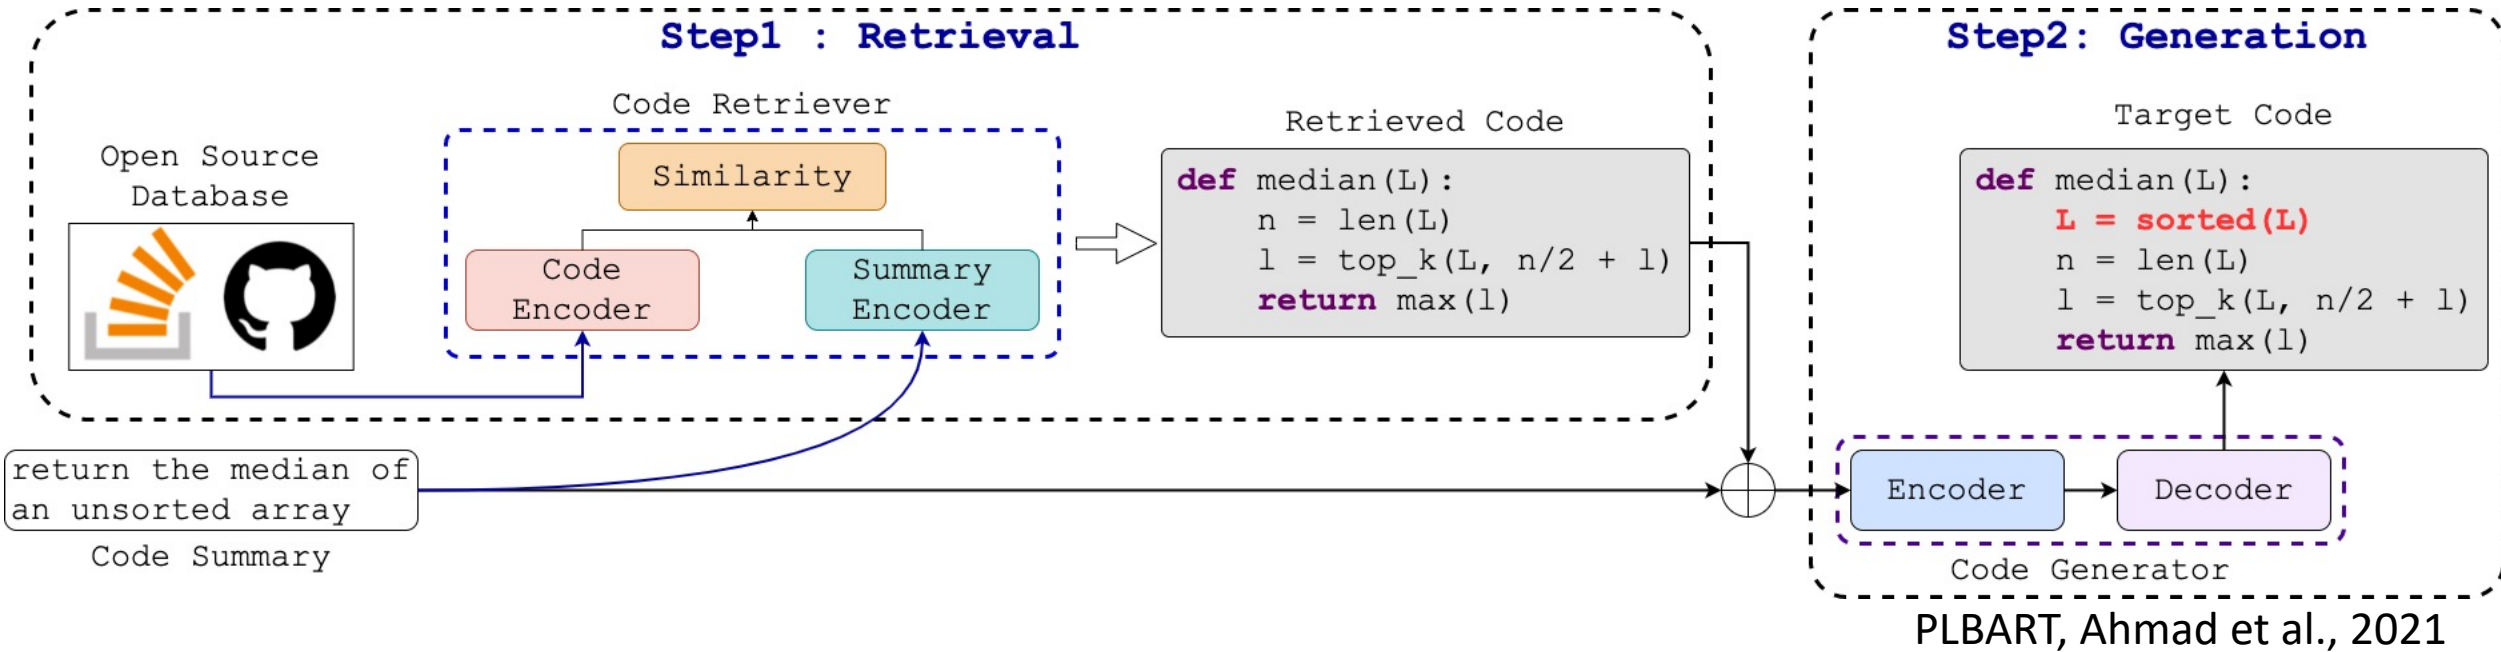 Step1 : Retrieval
Code Retriever
Open Source
Database
Similarity
Code
Encoder
Summary
Encoder
Retrieved Code
def median(L):
n = len(L)
l = top_k(L, n/2 + l)
return max(l)
return the median of
an unsorted array
Code Summary
Step2: Generation
Target Code
def median(L):
L = sorted(L)
n = len(L)
l = top_k(L, n/2 + l)
return max(l)
Encoder
Decoder
Code Generator
PLBART, Ahmad et al., 2021